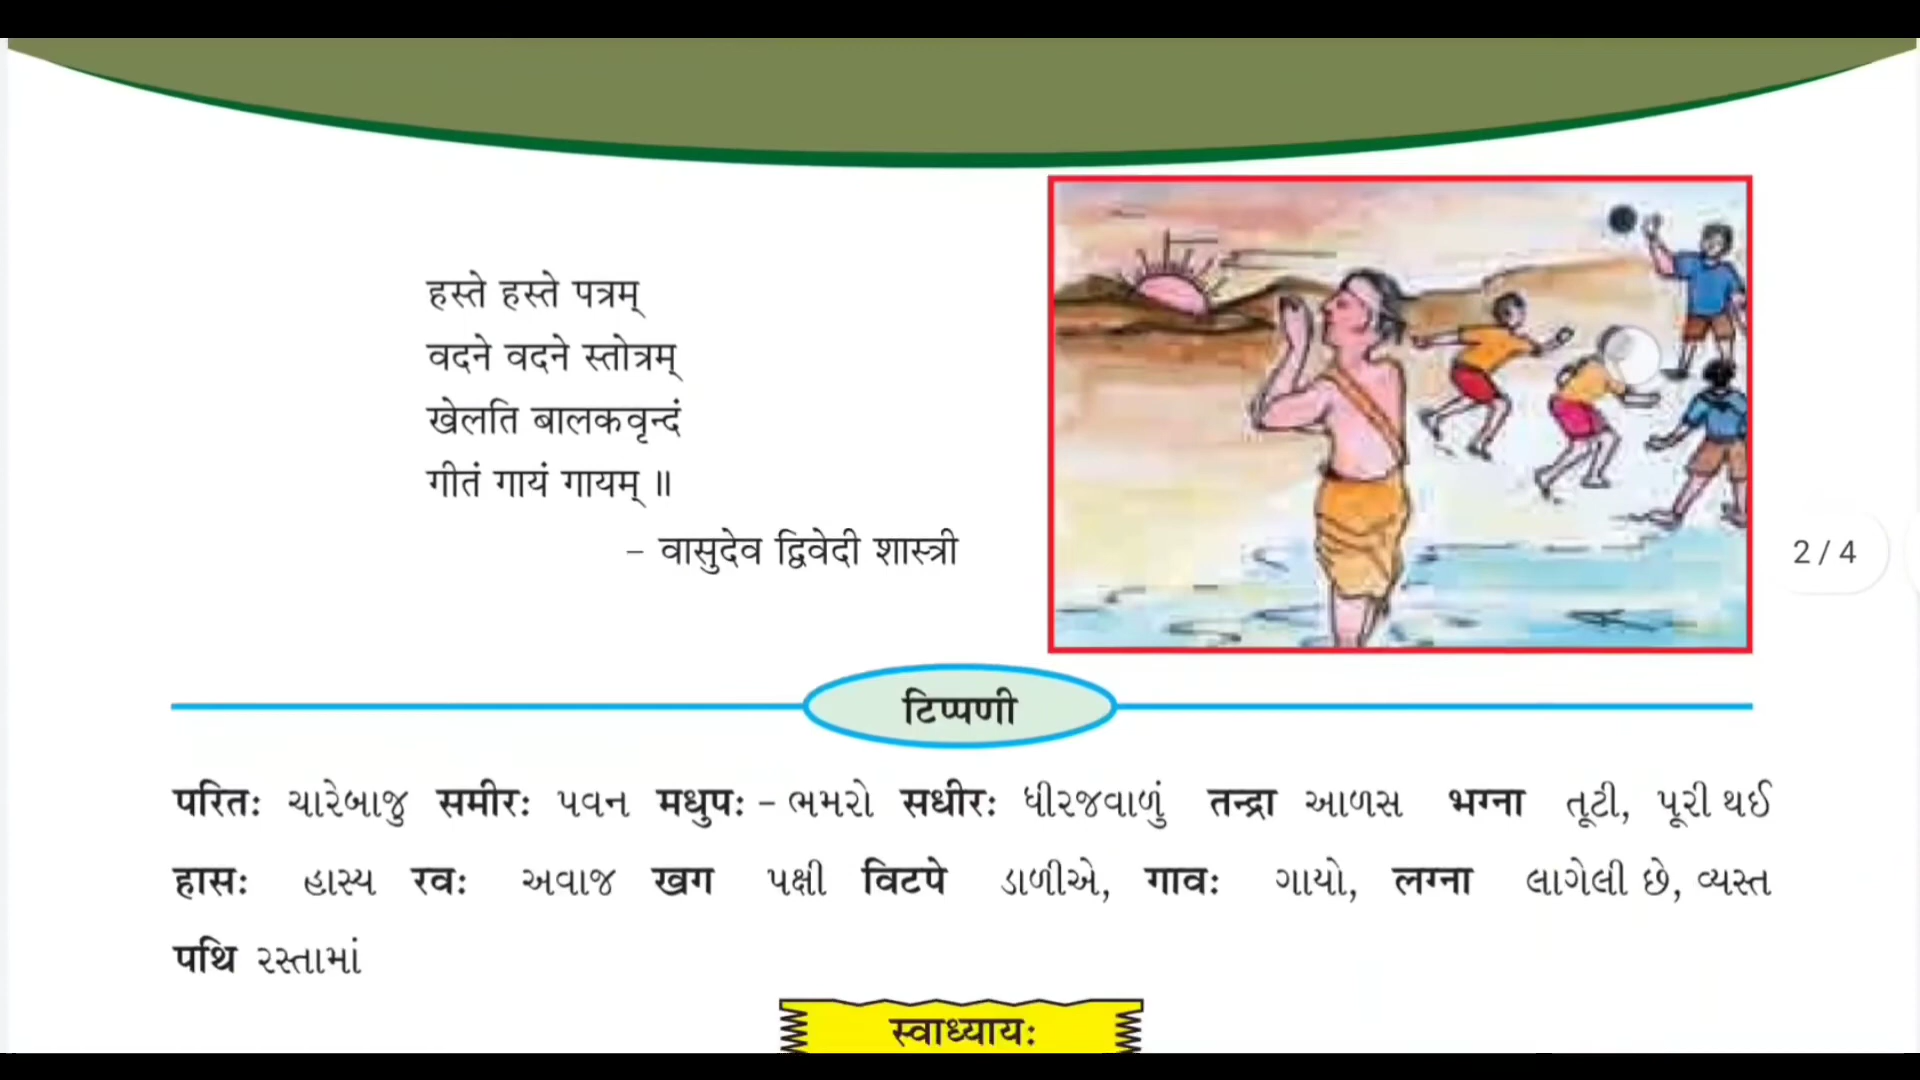 हस्ते हस्ते पत्रम्
वदने वदने स्तोत्रम्
खेलति बालकवृन्दं
गीतं गायं गायम् ॥
– वासुदेव द्विवेदी शास्त्री
2 / 4
टिप्पणी
परितः ચારેબાજુ समीरः પવન मधुपः – ભમરો सधीरः ધીરજવાળું तन्द्रा આળસ भग्ना તૂટી, પૂરી થઈ
हासः હાસ્ય रवः અવાજ खग પક્ષી विटपे ડાળીએ, गावः ગાયો, लग्ना લાગેલી છે, વ્યસ્ત
पथि રસ્તામાં
स्वाध्यायः